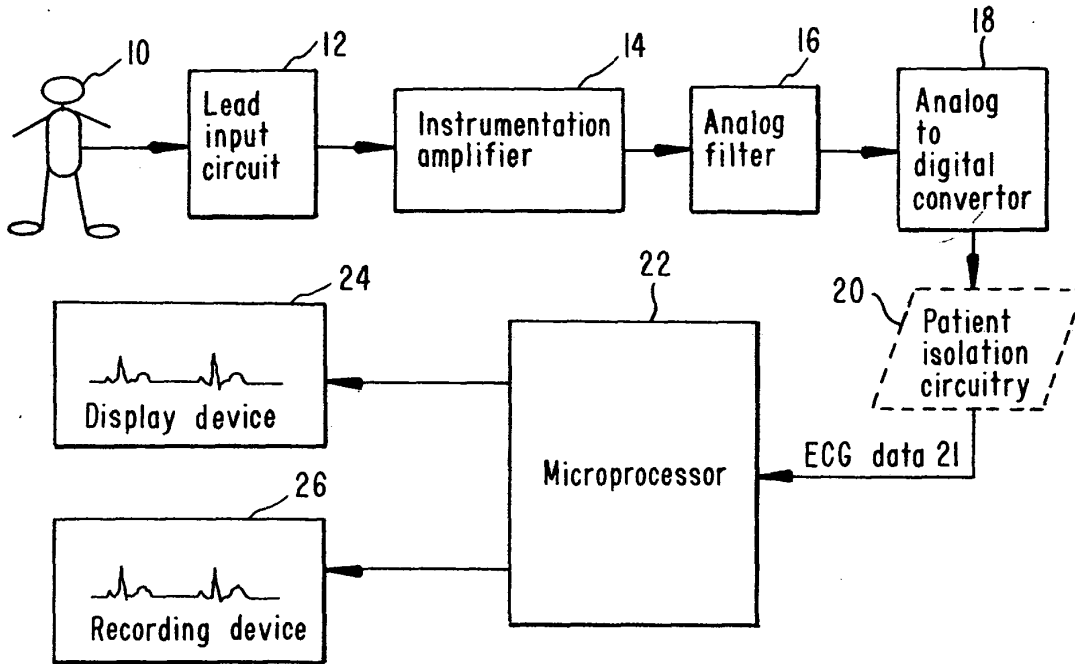 10
12
14
16
18
Lead
input
circuit
Instrumentation
amplifier
Analog
filter
Analog
to
digital
convertor
20
Patient
isolation
circuitry
ECG data 21
22
Microprocessor
24
Display device
26
Recording device